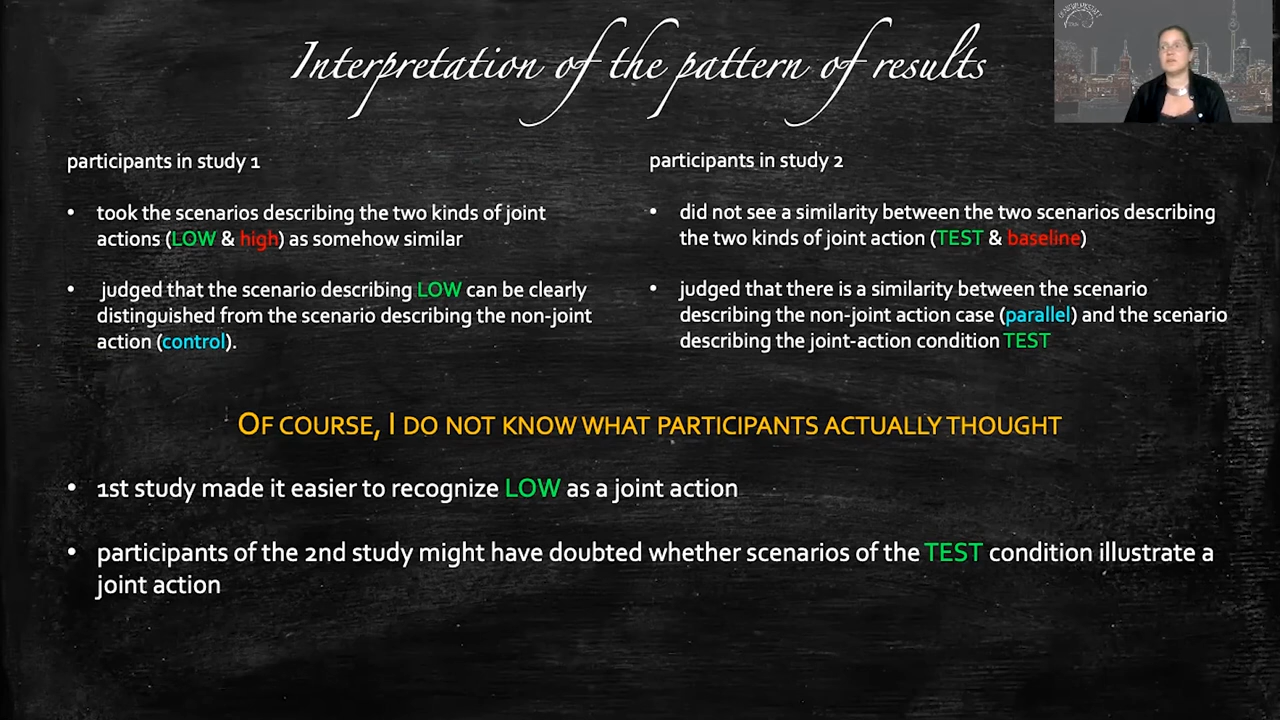 Interpretation of the pattern of results
participants in study 1
• took the scenarios describing the two kinds of joint
actions (LOW & high) as somehow similar
• judged that the scenario describing LOW can be clearly
distinguished from the scenario describing the non-joint
action (control).
participants in study 2
• did not see a similarity between the two scenarios describing
the two kinds of joint action (TEST & baseline)
• judged that there is a similarity between the scenario
describing the non-joint action case (parallel) and the scenario
describing the joint-action condition TEST
OF COURSE, I DO NOT KNOW WHAT PARTICIPANTS ACTUALLY THOUGHT
• 1st study made it easier to recognize LOW as a joint action
• participants of the 2nd study might have doubted whether scenarios of the TEST condition illustrate a
joint action